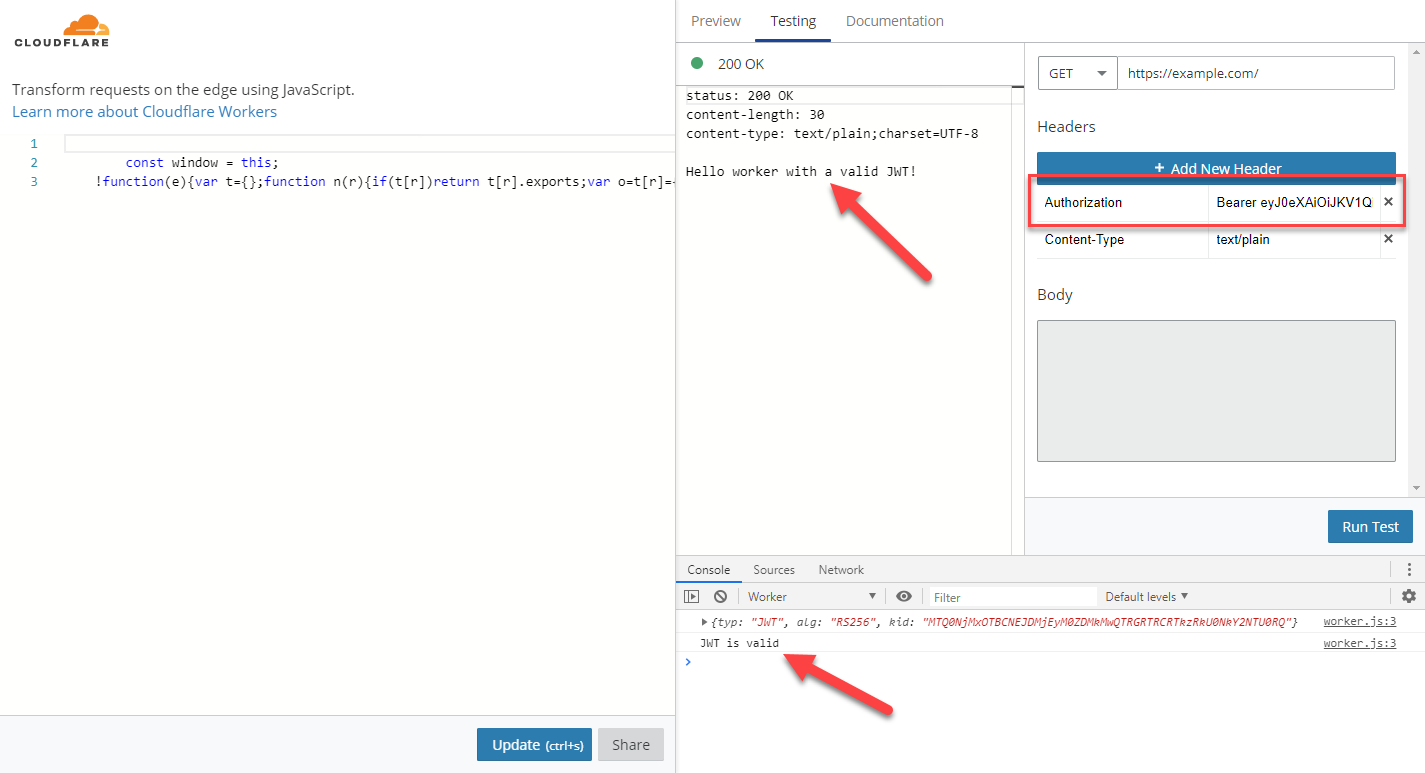 CLOUDFLARE
Transform requests on the edge using JavaScript.
Learn more about Cloudflare Workers
1
2 const window = this;
3 !function(e){var t={};function n(r){if(t[r])return t[r].exports;var o=t[r]=
Update (ctrl+s)
Share
Preview Testing Documentation
200 OK
status: 200 OK
content-length: 30
content-type: text/plain;charset=UTF-8
Hello worker with a valid JWT!
GET https://example.com/
Headers
+ Add New Header
Authorization Bearer eyJ0eXAiOiJKV1Q ×
Content-Type text/plain ×
Body
Run Test
Console Sources Network
Worker Filter Default levels
{typ: "JWT", alg: "RS256", kid: "MTQ0NjMxOTBCNEJDMjEyM0ZDMkMwQTRGRTRCRTkzRkU0NkY2NTU0RQ"} worker.js:3
JWT is valid worker.js:3